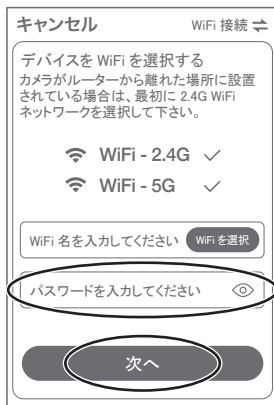 キャンセル
WiFi 接続
デバイスを WiFi を選択する
カメラがルーターから離れた場所に設置
されている場合は、最初に 2.4G WiFi
ネットワークを選択して下さい。
WiFi - 2.4G ✓
WiFi - 5G ✓
WiFi 名を入力してください
WiFi を選択
パスワードを入力してください
次へ